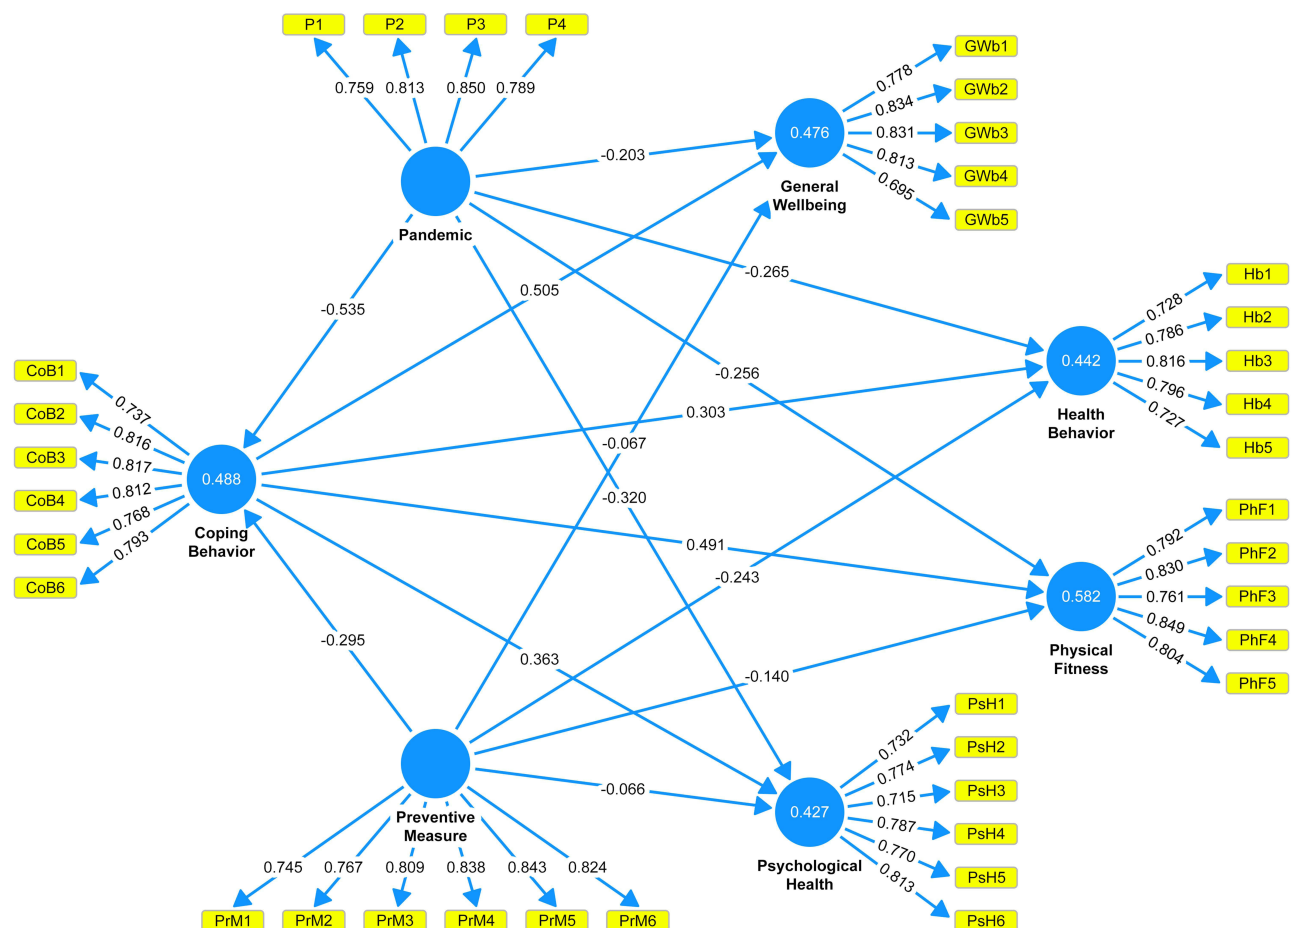 P1 P2 P3 P4
0.759 0.813 0.850 0.789
GWb1
GWb2
GWb3
GWb4
GWb5
0.778
0.834
0.831
0.813
0.695
0.476
General
Wellbeing
Pandemic
-0.203
-0.265
0.505
-0.535
-0.256
0.303
-0.067
-0.320
0.491
-0.243
-0.295
0.363
-0.140
-0.066
Hb1
Hb2
Hb3
Hb4
Hb5
0.728
0.786
0.816
0.796
0.727
0.442
Health
Behavior
CoB1
CoB2
CoB3
CoB4
CoB5
CoB6
0.737
0.816
0.817
0.812
0.768
0.793
0.488
Coping
Behavior
PhF1
PhF2
PhF3
PhF4
PhF5
0.792
0.830
0.761
0.849
0.804
0.582
Physical
Fitness
PsH1
PsH2
PsH3
PsH4
PsH5
PsH6
0.732
0.774
0.715
0.787
0.770
0.813
0.427
Psychological
Health
Preventive
Measure
0.745 0.767 0.809 0.838 0.843 0.824
PrM1 PrM2 PrM3 PrM4 PrM5 PrM6